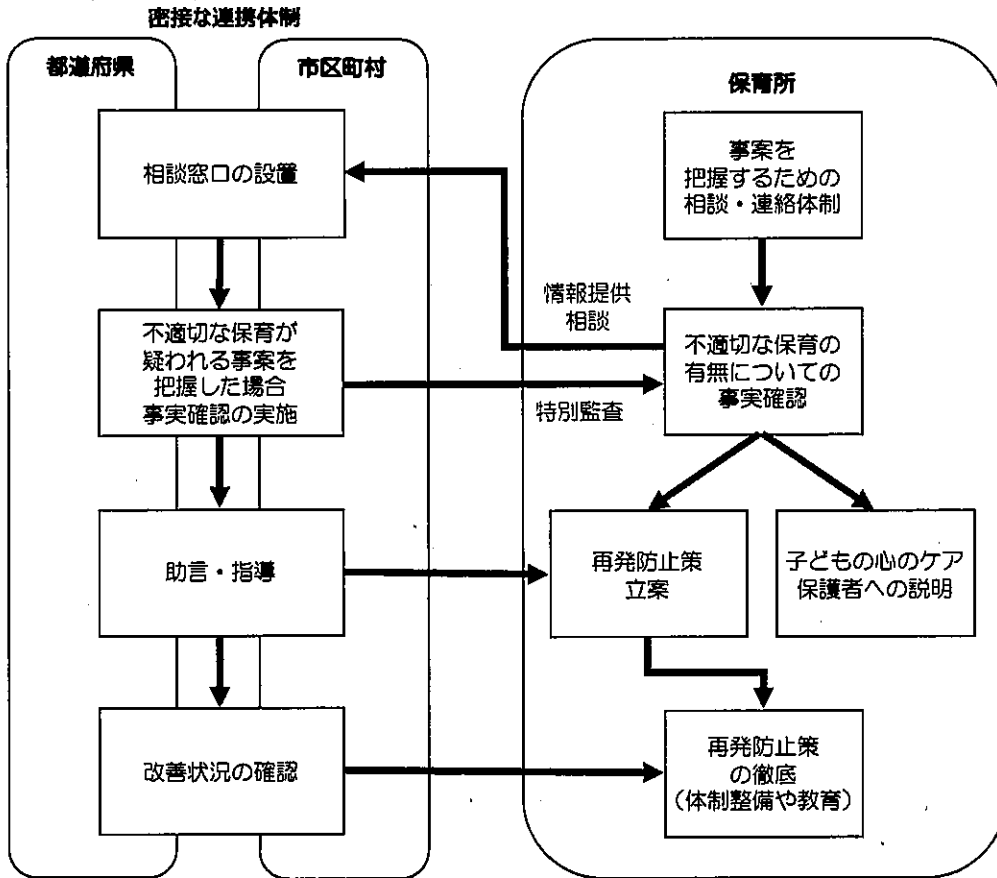 密接な連携体制
都道府県
市区町村
相談窓口の設置
不適切な保育が
疑われる事案を
把握した場合
事実確認の実施
助言・指導
改善状況の確認
情報提供
相談
特別監査
保育所
事案を
把握するための
相談・連絡体制
不適切な保育の
有無についての
事実確認
再発防止策
立案
子どもの心のケア
保護者への説明
再発防止策
の徹底
（体制整備や教育）